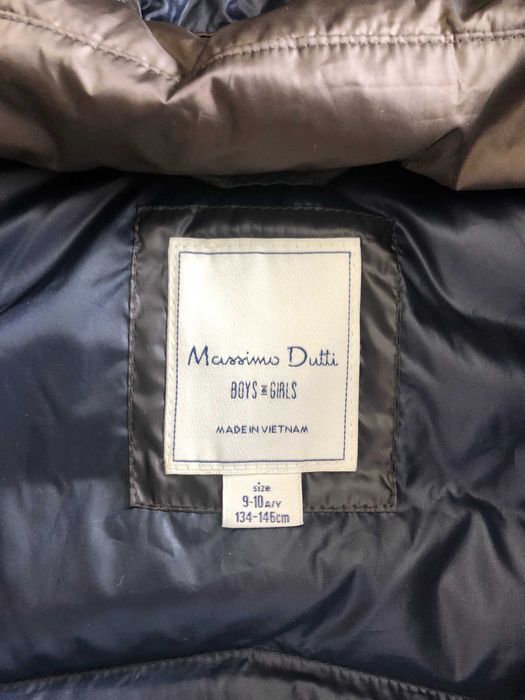 Massimo Dutti
BOYS & GIRLS
MADE IN VIETNAM
size
9-10 A/Y
134-146cm